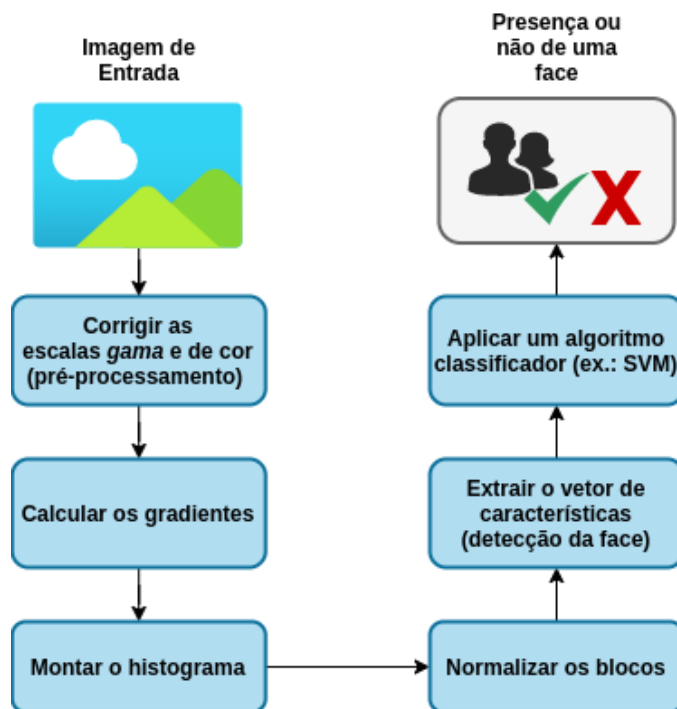 Imagem de
Entrada
Corrigir as
escalas gama e de cor
(pré-processamento)
Calcular os gradientes
Montar o histograma
Normalizar os blocos
Extrair o vetor de
características
(detecção da face)
Aplicar um algoritmo
classificador (ex.: SVM)
Presença ou
não de uma
face